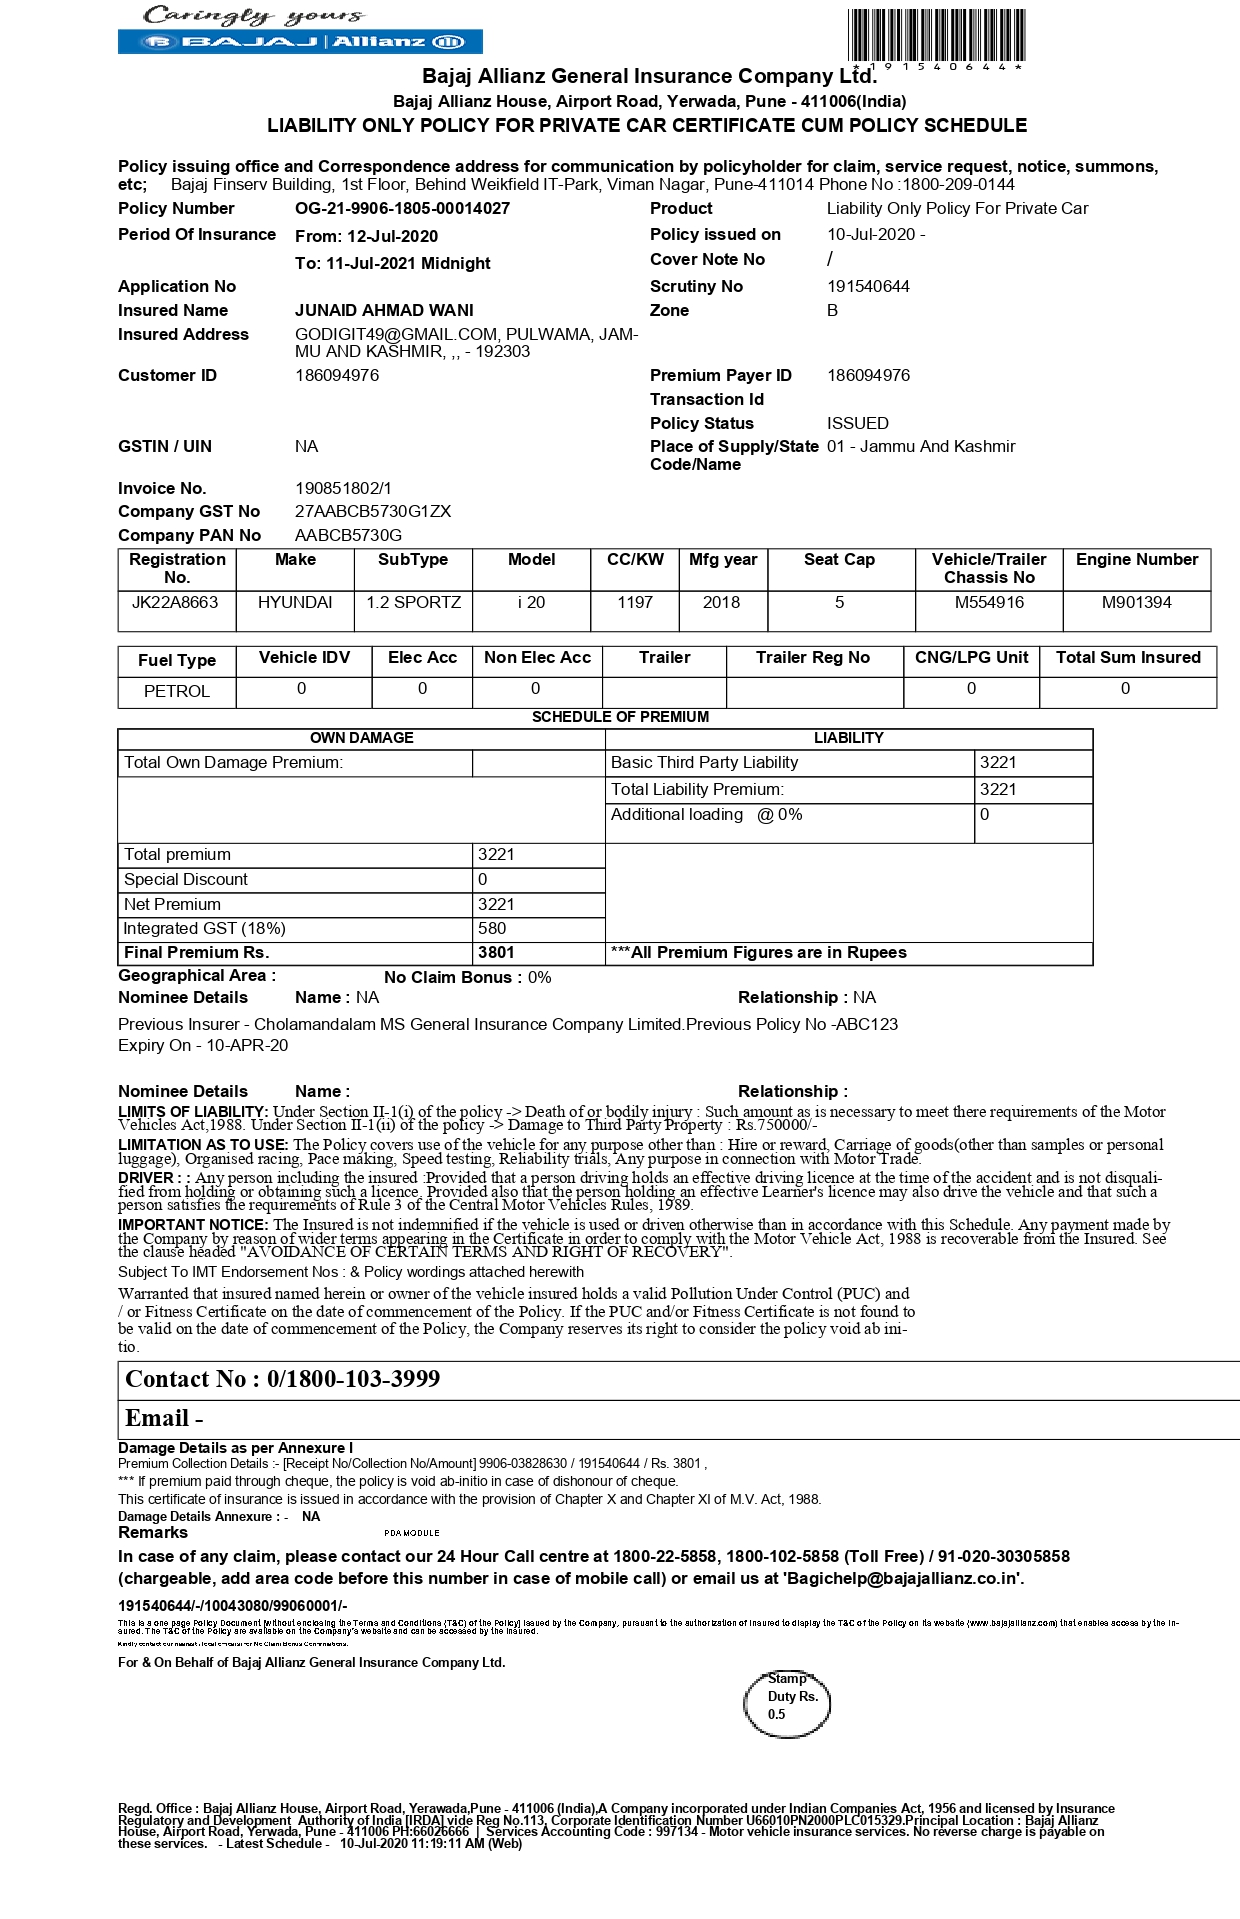 Caringly yours
BAJAJ | Allianz
*191540644*
Bajaj Allianz General Insurance Company Ltd.
Bajaj Allianz House, Airport Road, Yerwada, Pune - 411006(India)
LIABILITY ONLY POLICY FOR PRIVATE CAR CERTIFICATE CUM POLICY SCHEDULE
Policy issuing office and Correspondence address for communication by policyholder for claim, service request, notice, summons,
etc; Bajaj Finserv Building, 1st Floor, Behind Weikfield IT-Park, Viman Nagar, Pune-411014 Phone No :1800-209-0144
Policy Number OG-21-9906-1805-00014027 Product Liability Only Policy For Private Car
Period Of Insurance From: 12-Jul-2020 Policy issued on 10-Jul-2020 -
To: 11-Jul-2021 Midnight Cover Note No /
Application No Scrutiny No 191540644
Insured Name JUNAID AHMAD WANI Zone B
Insured Address GODIGIT49@GMAIL.COM, PULWAMA, JAM-
MU AND KASHMIR, ,, - 192303
Customer ID 186094976 Premium Payer ID 186094976
Transaction Id
Policy Status ISSUED
GSTIN / UIN NA Place of Supply/State 01 - Jammu And Kashmir
Code/Name
Invoice No. 190851802/1
Company GST No 27AABCB5730G1ZX
Company PAN No AABCB5730G
Registration Make SubType Model CC/KW Mfg year Seat Cap Vehicle/Trailer Engine Number
No. Chassis No
JK22A8663 HYUNDAI 1.2 SPORTZ i 20 1197 2018 5 M554916 M901394
Fuel Type Vehicle IDV Elec Acc Non Elec Acc Trailer Trailer Reg No CNG/LPG Unit Total Sum Insured
PETROL 0 0 0 0 0
SCHEDULE OF PREMIUM
OWN DAMAGE LIABILITY
Total Own Damage Premium: Basic Third Party Liability 3221
Total Liability Premium: 3221
Additional loading @ 0% 0
Total premium 3221
Special Discount 0
Net Premium 3221
Integrated GST (18%) 580
Final Premium Rs. 3801 ***All Premium Figures are in Rupees
Geographical Area : No Claim Bonus : 0%
Nominee Details Name : NA Relationship : NA
Previous Insurer - Cholamandalam MS General Insurance Company Limited.Previous Policy No -ABC123
Expiry On - 10-APR-20
Nominee Details Name : Relationship :
LIMITS OF LIABILITY: Under Section II-1(i) of the policy -> Death of or bodily injury : Such amount as is necessary to meet there requirements of the Motor
Vehicles Act,1988. Under Section II-1(ii) of the policy -> Damage to Third Party Property : Rs.750000/-
LIMITATION AS TO USE: The Policy covers use of the vehicle for any purpose other than : Hire or reward, Carriage of goods(other than samples or personal
luggage), Organised racing, Pace making, Speed testing, Reliability trials, Any purpose in connection with Motor Trade.
DRIVER : : Any person including the insured :Provided that a person driving holds an effective driving licence at the time of the accident and is not disquali-
fied from holding or obtaining such a licence. Provided also that the person holding an effective Learner's licence may also drive the vehicle and that such a
person satisfies the requirements of Rule 3 of the Central Motor Vehicles Rules, 1989.
IMPORTANT NOTICE: The Insured is not indemnified if the vehicle is used or driven otherwise than in accordance with this Schedule. Any payment made by
the Company by reason of wider terms appearing in the Certificate in order to comply with the Motor Vehicle Act, 1988 is recoverable from the Insured. See
the clause headed "AVOIDANCE OF CERTAIN TERMS AND RIGHT OF RECOVERY".
Subject To IMT Endorsement Nos : & Policy wordings attached herewith
Warranted that insured named herein or owner of the vehicle insured holds a valid Pollution Under Control (PUC) and
/ or Fitness Certificate on the date of commencement of the Policy. If the PUC and/or Fitness Certificate is not found to
be valid on the date of commencement of the Policy, the Company reserves its right to consider the policy void ab ini-
tio.
Contact No : 0/1800-103-3999
Email -
Damage Details as per Annexure I
Premium Collection Details :- [Receipt No/Collection No/Amount] 9906-03828630 / 191540644 / Rs. 3801 ,
*** If premium paid through cheque, the policy is void ab-initio in case of dishonour of cheque.
This certificate of insurance is issued in accordance with the provision of Chapter X and Chapter XI of M.V. Act, 1988.
Damage Details Annexure : - NA
Remarks PDA MODULE
In case of any claim, please contact our 24 Hour Call centre at 1800-22-5858, 1800-102-5858 (Toll Free) / 91-020-30305858
(chargeable, add area code before this number in case of mobile call) or email us at 'Bagichelp@bajajallianz.co.in'.
191540644/-/10043080/99060001/-
This is a one page Policy Document [without enclosing the Terms and Conditions (T&C) of the Policy] issued by the Company, pursuant to the authorization of insured to display the T&C of the Policy on its website (www.bajajallianz.com) that enables access by the in-
sured. The T&C of the Policy are available on the Company's website and can be accessed by the insured.
For & On Behalf of Bajaj Allianz General Insurance Company Ltd.
Stamp
Duty Rs.
0.5
Regd. Office : Bajaj Allianz House, Airport Road, Yerawada,Pune - 411006 (India),A Company incorporated under Indian Companies Act, 1956 and licensed by Insurance
Regulatory and Development Authority of India [IRDA] vide Reg No.113, Corporate Identification Number U66010PN2000PLC015329.Principal Location : Bajaj Allianz
House, Airport Road, Yerwada, Pune - 411006 PH:66026666 | Services Accounting Code : 997134 - Motor vehicle insurance services. No reverse charge is payable on
these services. - Latest Schedule - 10-Jul-2020 11:19:11 AM (Web)